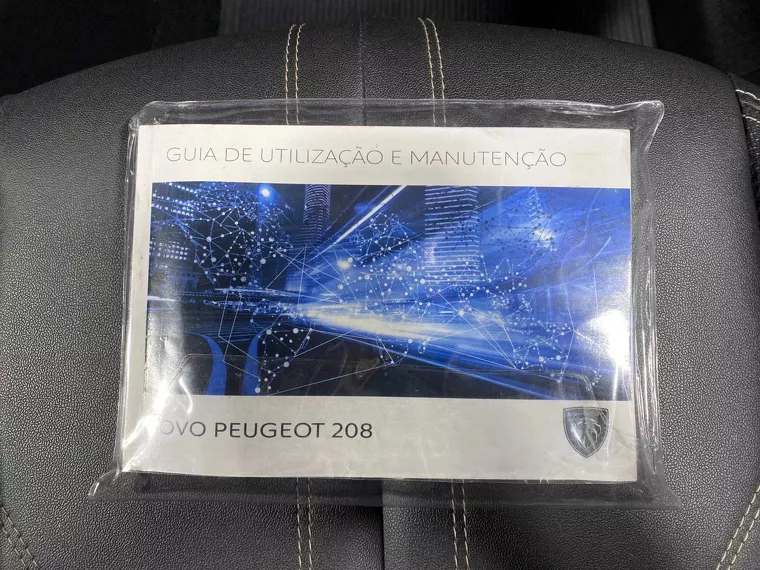 GUIA DE UTILIZAÇÃO E MANUTENÇÃO
OVO PEUGEOT 208